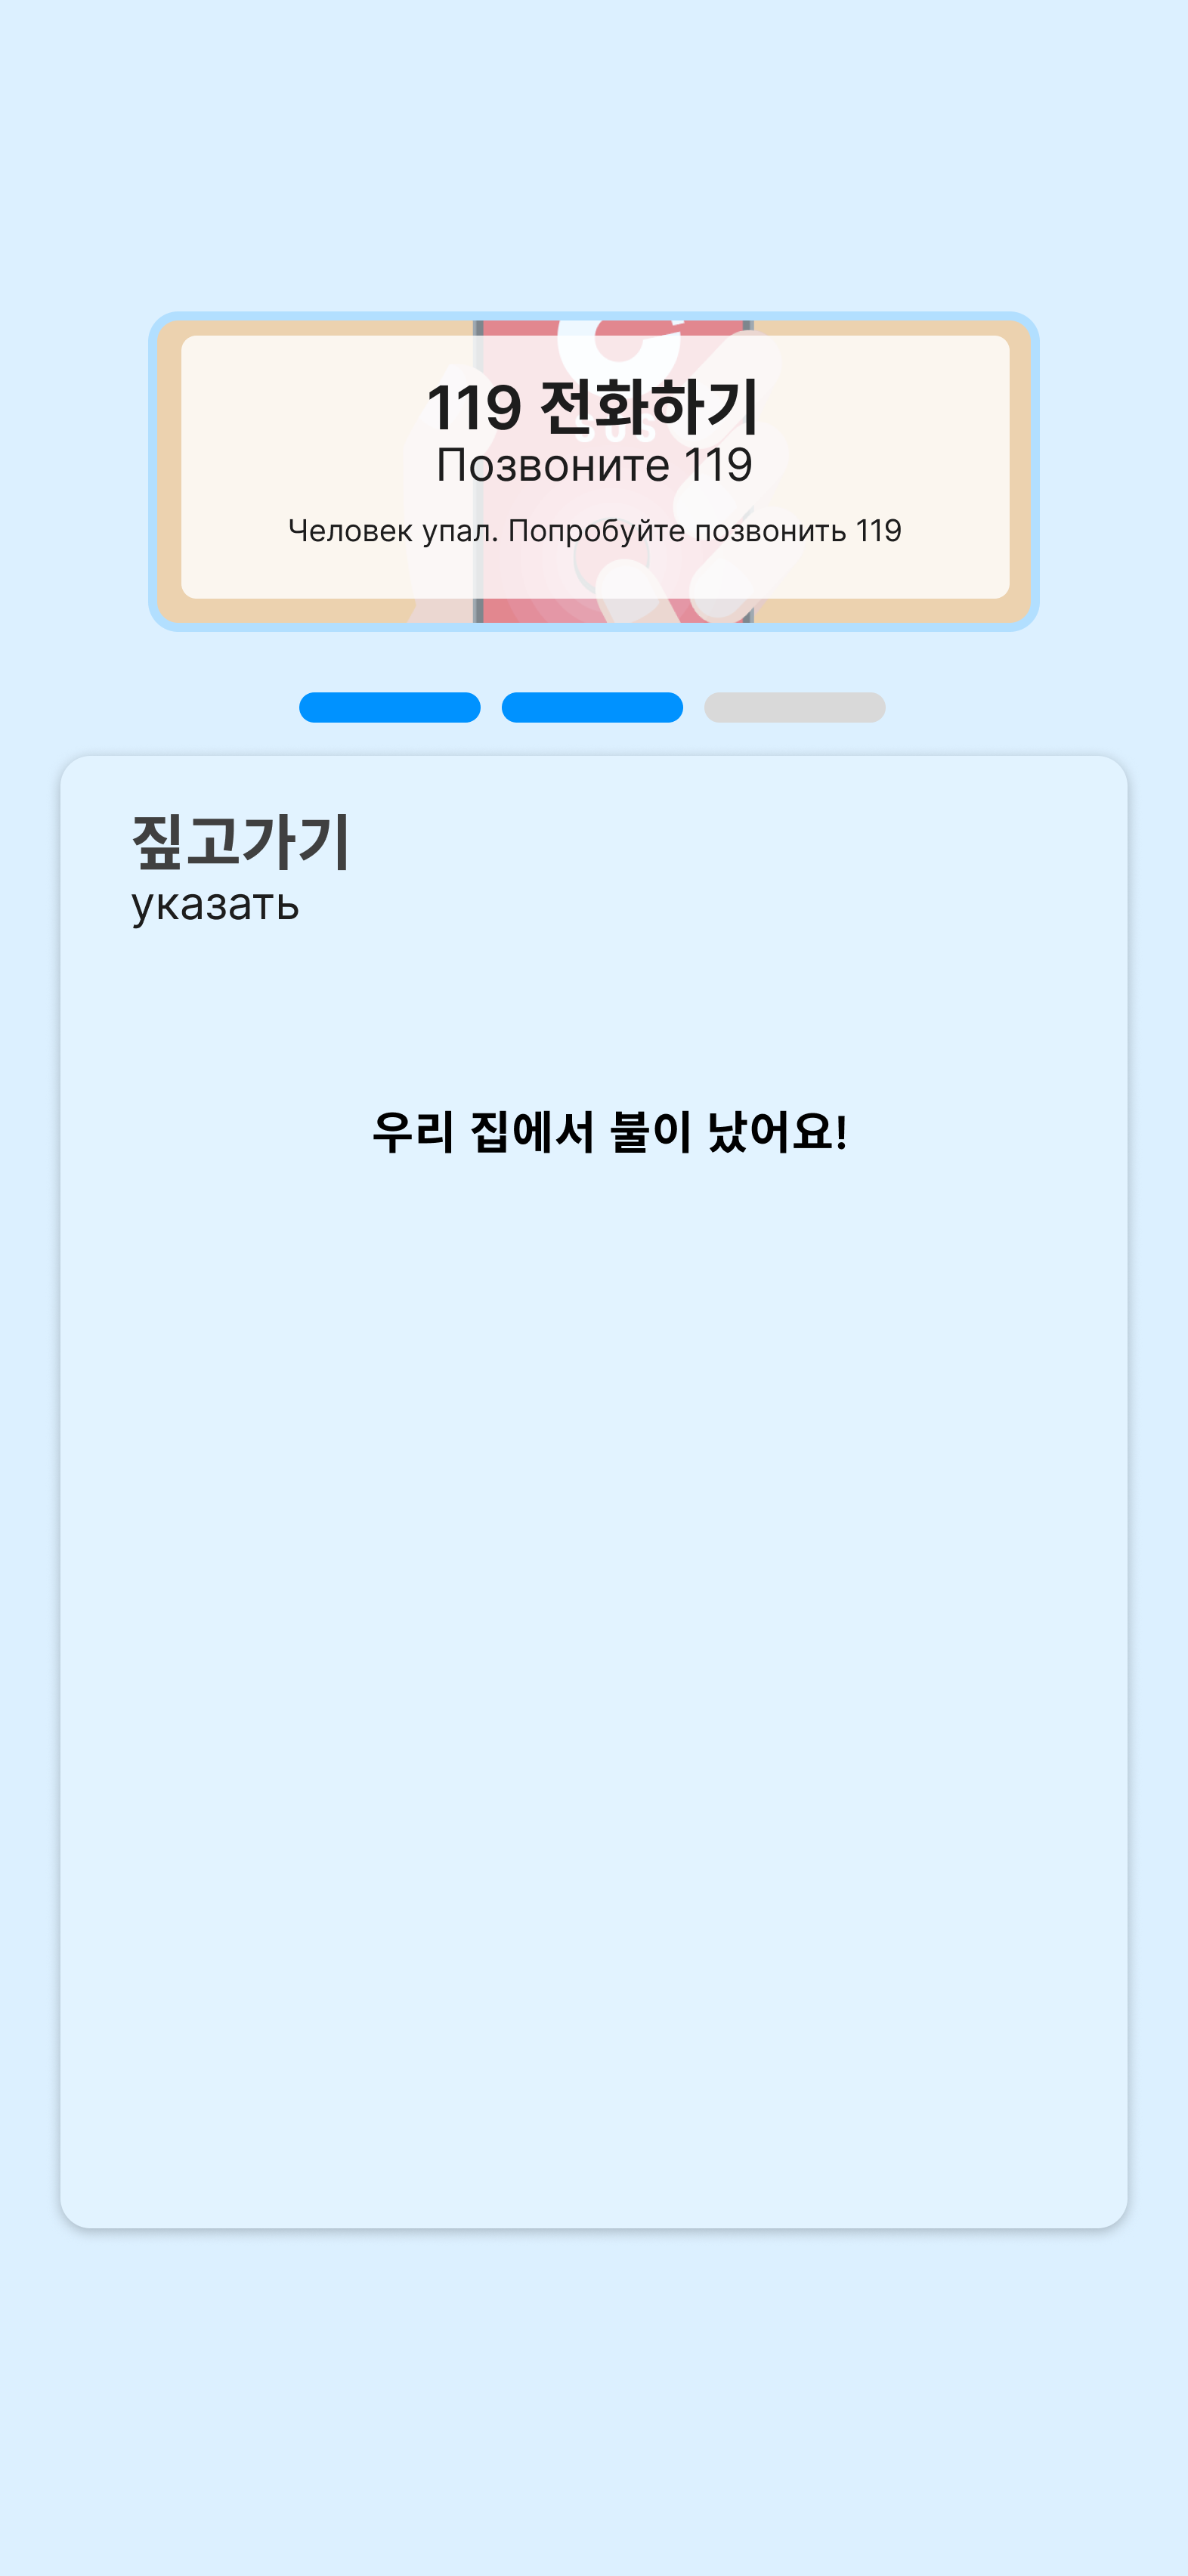 119 전화하기
Позвоните 119
Человек упал. Попробуйте позвонить 119
짚고가기
указать
우리 집에서 불이 났어요!